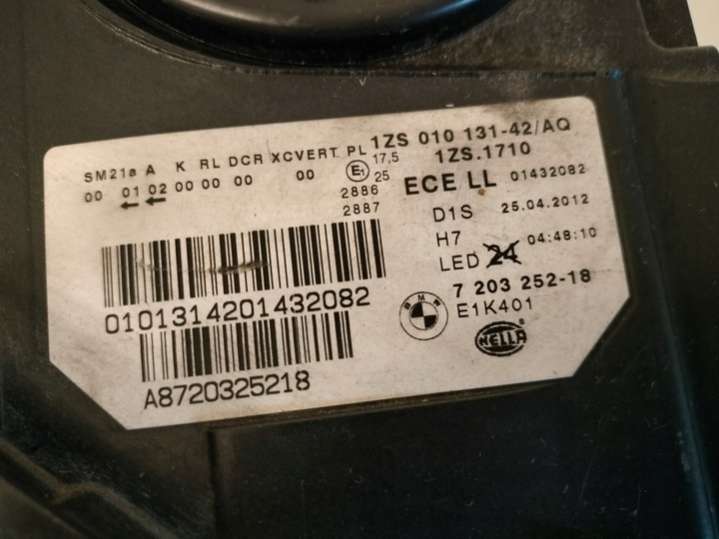 1ZS 010 131-42/AQ
SM21a A K RL DCR XCVERT. PL 17,5 1ZS.1710
00 01 02 00 00 00 00 E1 25 ECE LL 01432082
2886
2887
D1S 25.04.2012
H7 04:48:10
LED 24
0101314201432082
BMW 7 203 252-18
E1K401
HELLA
A8720325218